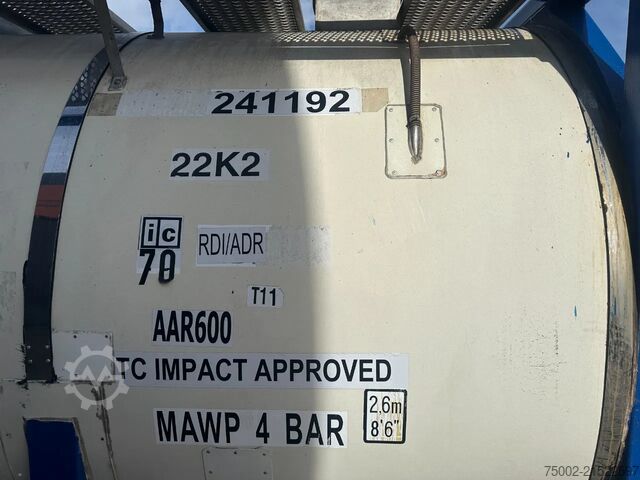 241192
22K2
ic
70
RDI/ADR
T11
AAR600
TC IMPACT APPROVED
MAWP 4 BAR
2.6m
8'6"